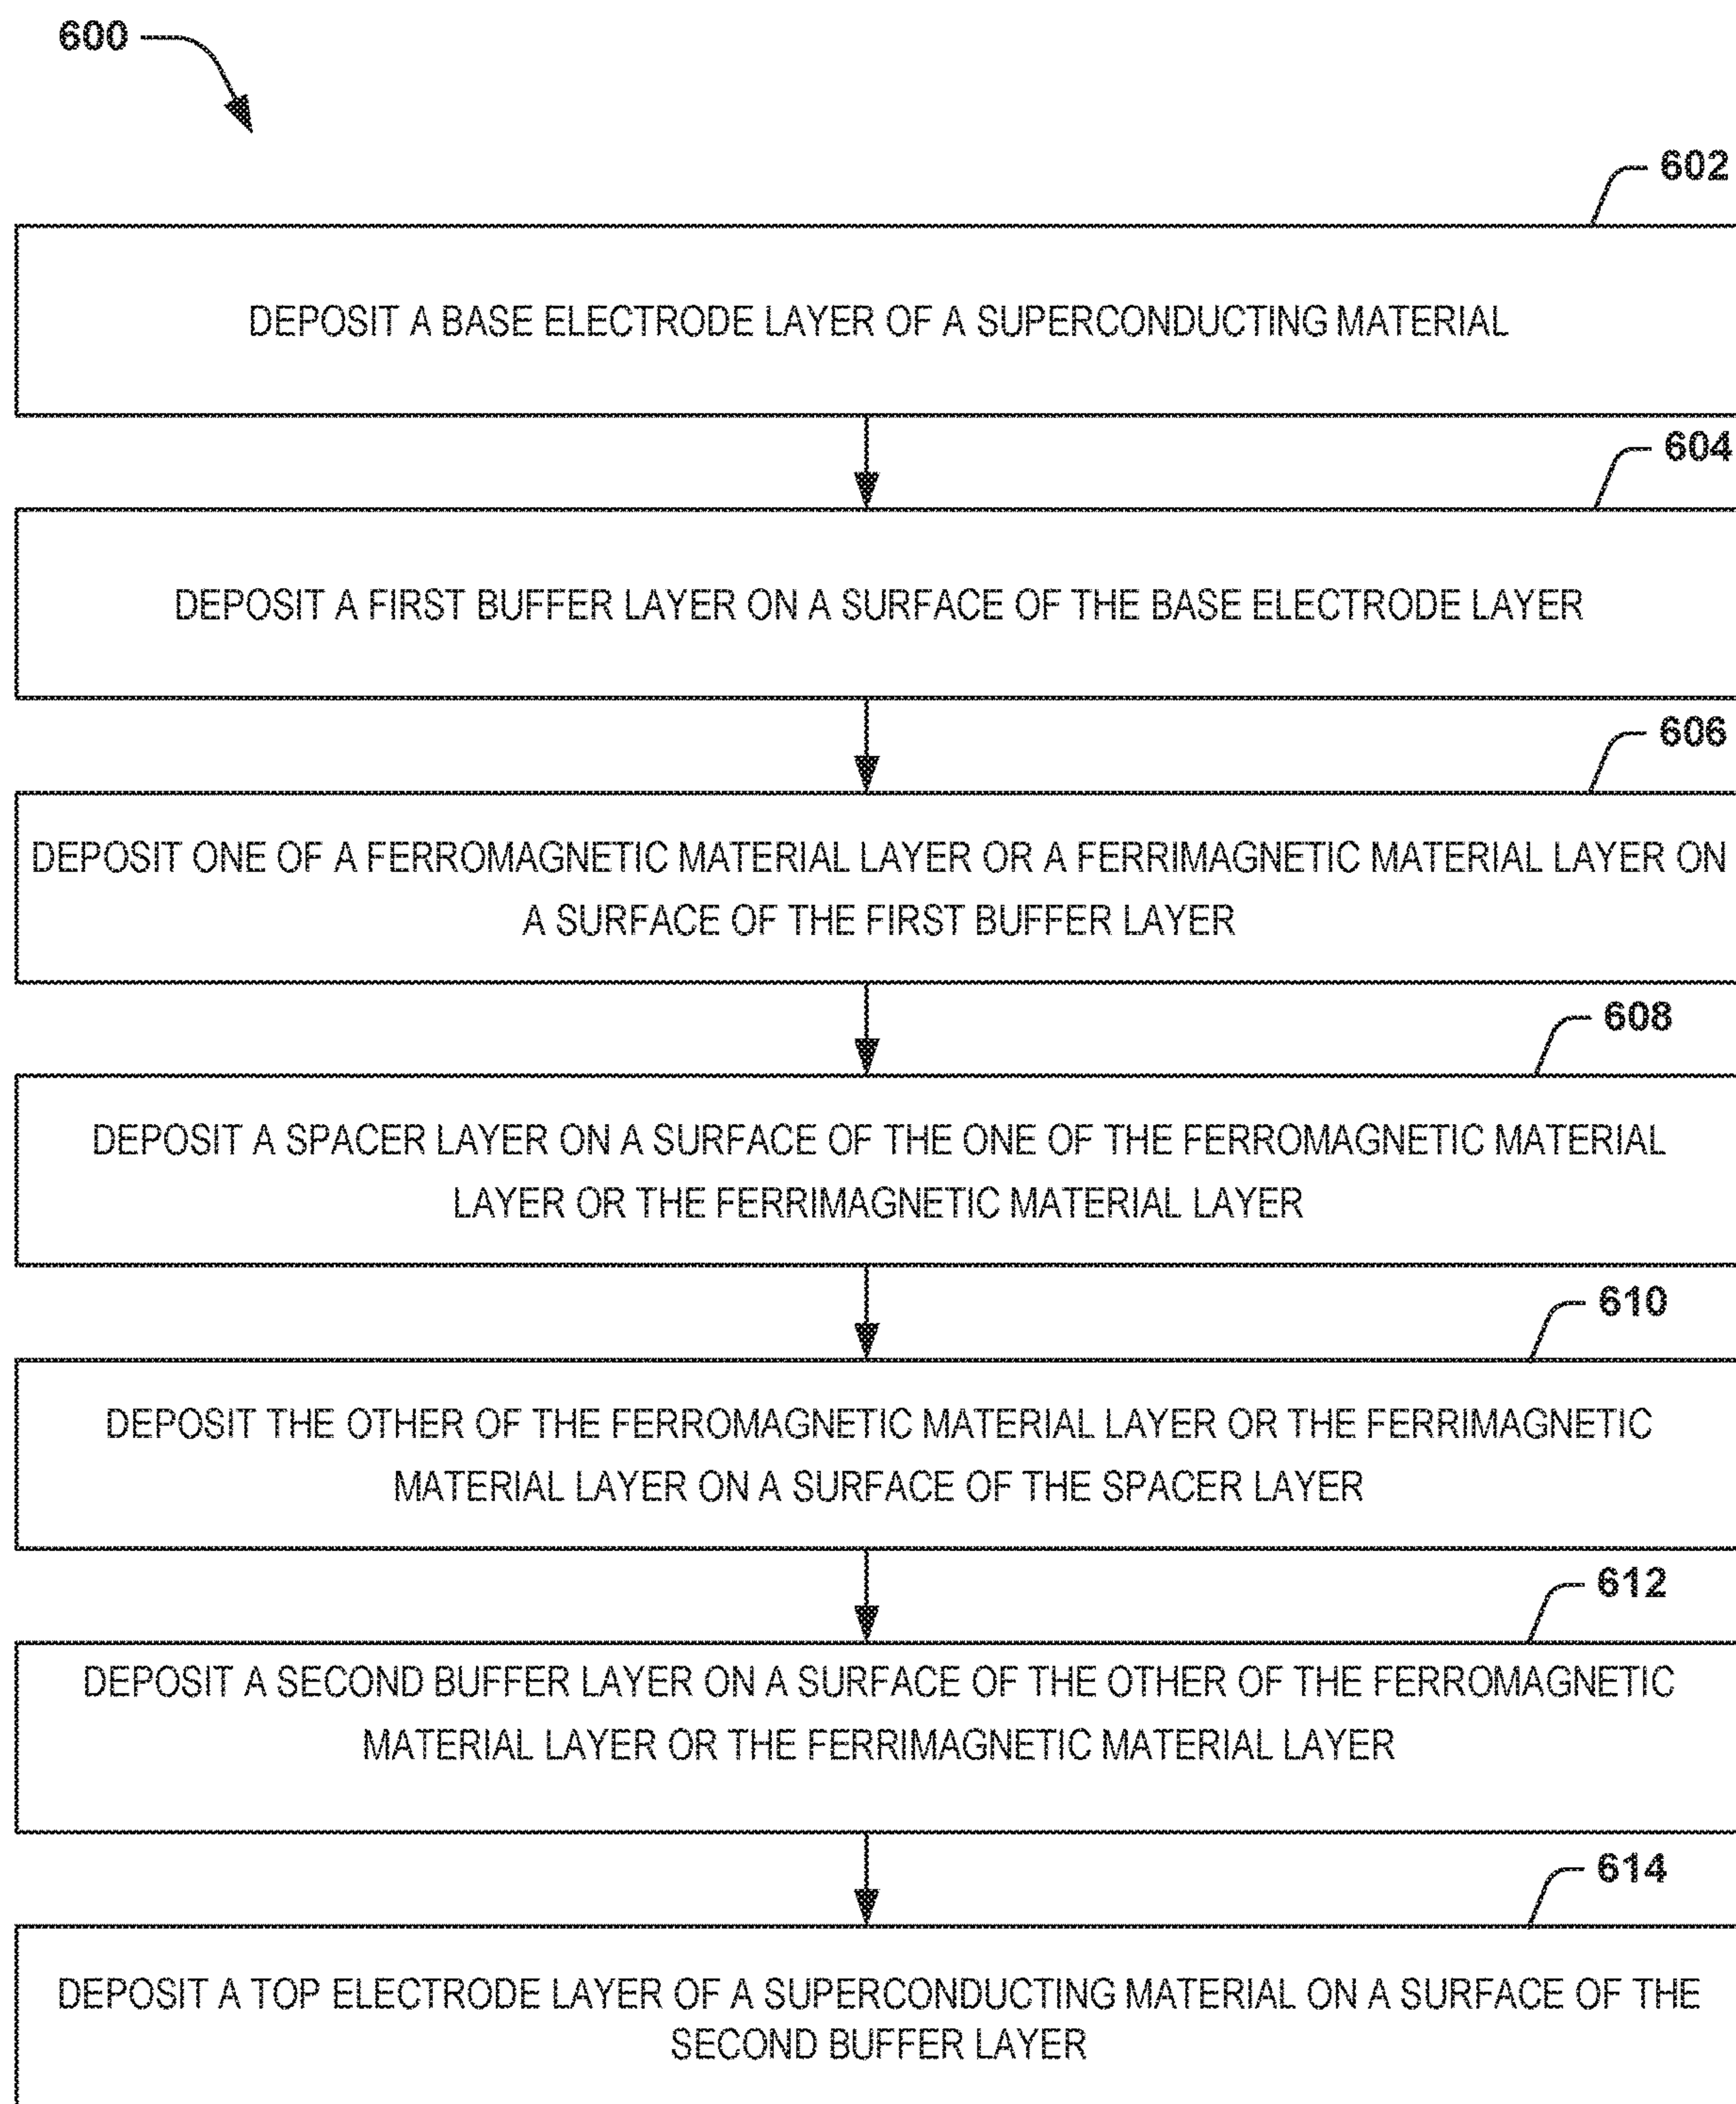 600
602
DEPOSIT A BASE ELECTRODE LAYER OF A SUPERCONDUCTING MATERIAL
604
DEPOSIT A FIRST BUFFER LAYER ON A SURFACE OF THE BASE ELECTRODE LAYER
606
DEPOSIT ONE OF A FERROMAGNETIC MATERIAL LAYER OR A FERRIMAGNETIC MATERIAL LAYER ON
A SURFACE OF THE FIRST BUFFER LAYER
608
DEPOSIT A SPACER LAYER ON A SURFACE OF THE ONE OF THE FERROMAGNETIC MATERIAL
LAYER OR THE FERRIMAGNETIC MATERIAL LAYER
610
DEPOSIT THE OTHER OF THE FERROMAGNETIC MATERIAL LAYER OR THE FERRIMAGNETIC
MATERIAL LAYER ON A SURFACE OF THE SPACER LAYER
612
DEPOSIT A SECOND BUFFER LAYER ON A SURFACE OF THE OTHER OF THE FERROMAGNETIC
MATERIAL LAYER OR THE FERRIMAGNETIC MATERIAL LAYER
614
DEPOSIT A TOP ELECTRODE LAYER OF A SUPERCONDUCTING MATERIAL ON A SURFACE OF THE
SECOND BUFFER LAYER